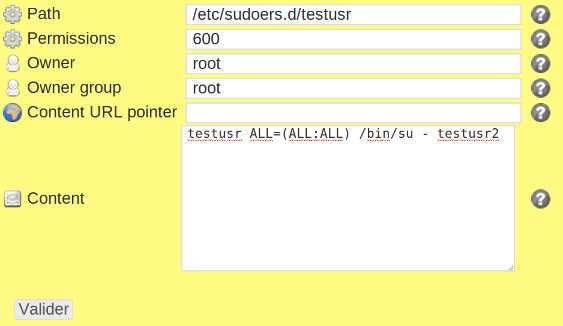 Path /etc/sudoers.d/testusr ?
Permissions 600 ?
Owner root ?
Owner group root ?
Content URL pointer ?
testusr ALL=(ALL:ALL) /bin/su - testusr2
Content ?
Valider